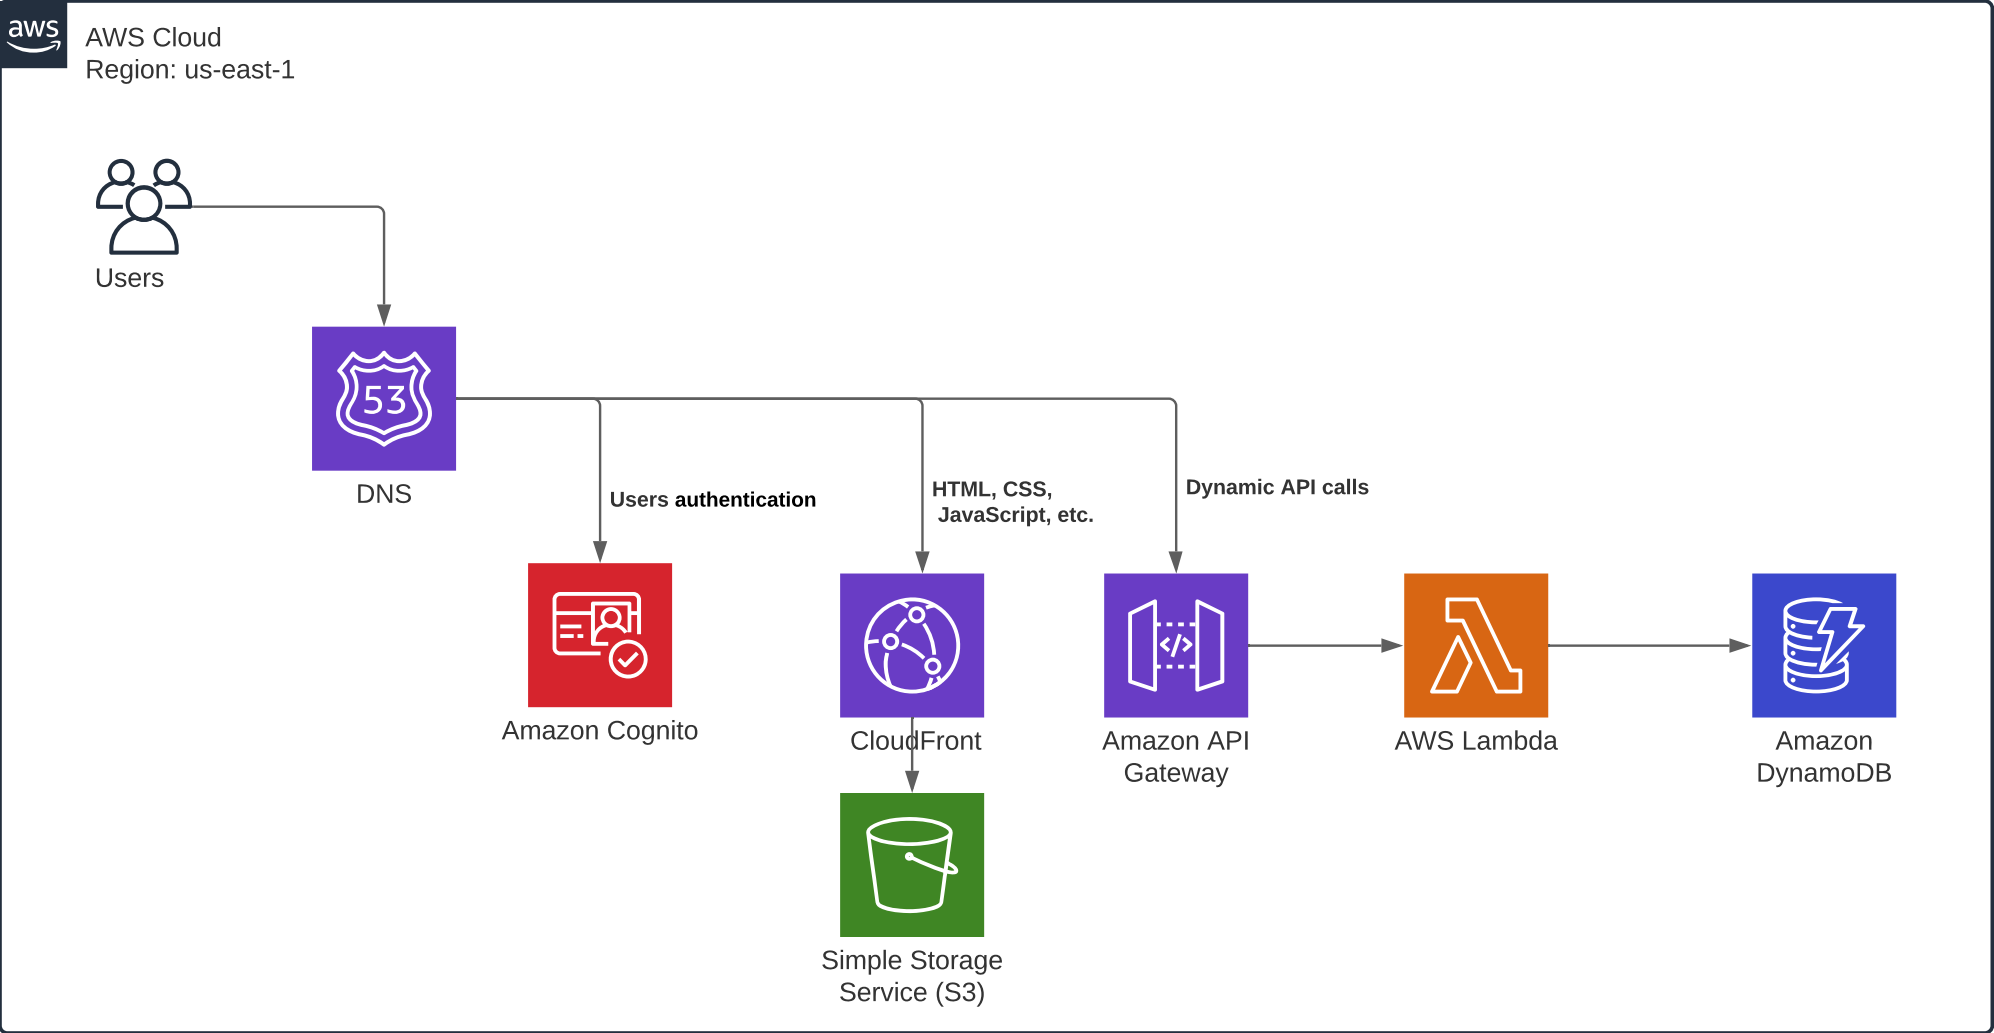 aws
AWS Cloud
Region: us-east-1
Users
53
DNS
Users authentication
HTML, CSS,
JavaScript, etc.
Dynamic API calls
</>
Amazon Cognito
CloudFront
Amazon API
Gateway
AWS Lambda
Amazon
DynamoDB
Simple Storage
Service (S3)